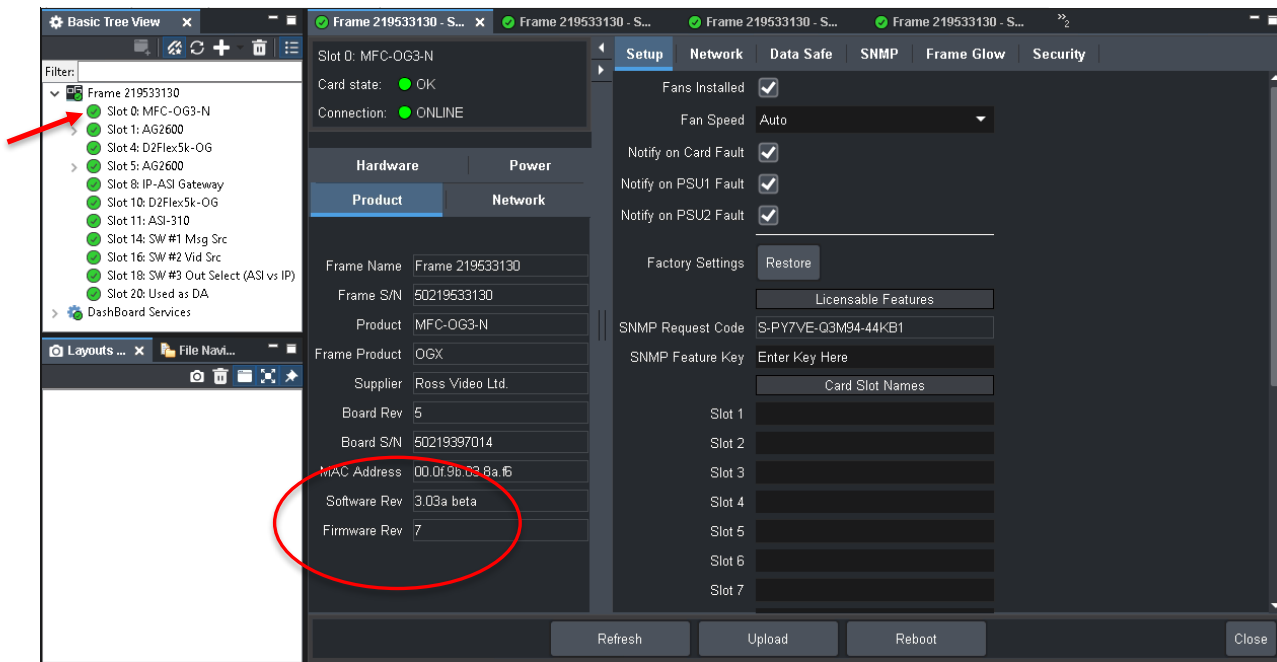 Basic Tree View
Filter:
Frame 219533130
Slot 0: MFC-OG3-N
Slot 1: AG2600
Slot 4: D2Flex5k-OG
Slot 5: AG2600
Slot 8: IP-ASI Gateway
Slot 10: D2Flex5k-OG
Slot 11: ASI-310
Slot 14: SW #1 Msg Src
Slot 16: SW #2 Vid Src
Slot 18: SW #3 Out Select (ASI vs IP)
Slot 20: Used as DA
DashBoard Services
Layouts ...
File Navi...
Frame 219533130 - S...
Frame 219533130 - S...
Frame 219533130 - S...
Frame 219533130 - S...
»2
Slot 0: MFC-OG3-N
Card state: OK
Connection: ONLINE
Hardware Power
Product Network
Frame Name Frame 219533130
Frame S/N 50219533130
Product MFC-OG3-N
Frame Product OGX
Supplier Ross Video Ltd.
Board Rev 5
Board S/N 50219397014
MAC Address 00.0f.9b.03.8a.f6
Software Rev 3.03a beta
Firmware Rev 7
Setup Network Data Safe SNMP Frame Glow Security
Fans Installed
Fan Speed Auto
Notify on Card Fault
Notify on PSU1 Fault
Notify on PSU2 Fault
Factory Settings Restore
Licensable Features
SNMP Request Code S-PY7VE-Q3M94-44KB1
SNMP Feature Key Enter Key Here
Card Slot Names
Slot 1
Slot 2
Slot 3
Slot 4
Slot 5
Slot 6
Slot 7
Refresh Upload Reboot Close